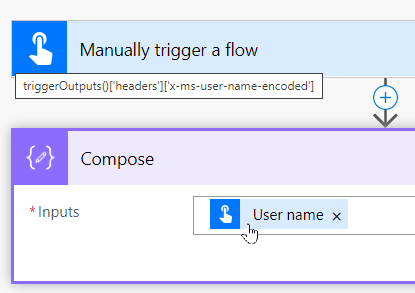 Manually trigger a flow
triggerOutputs()['headers']['x-ms-user-name-encoded']
Compose
* Inputs
User name ×